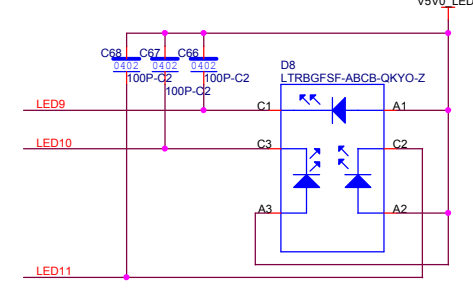 V5V0_LED
C68 C67 C66
0402 0402 0402
100P-C2 100P-C2
100P-C2
D8
LTRBGFSF-ABCB-QKYO-Z
LED9 C1 A1
LED10 C3 C2
A3 A2
LED11